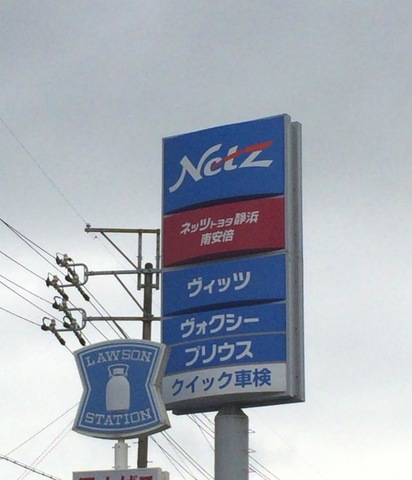 Netz
ネッツトヨタ静浜
南安倍
ヴィッツ
ヴォクシー
プリウス
クイック車検
LAWSON
STATION